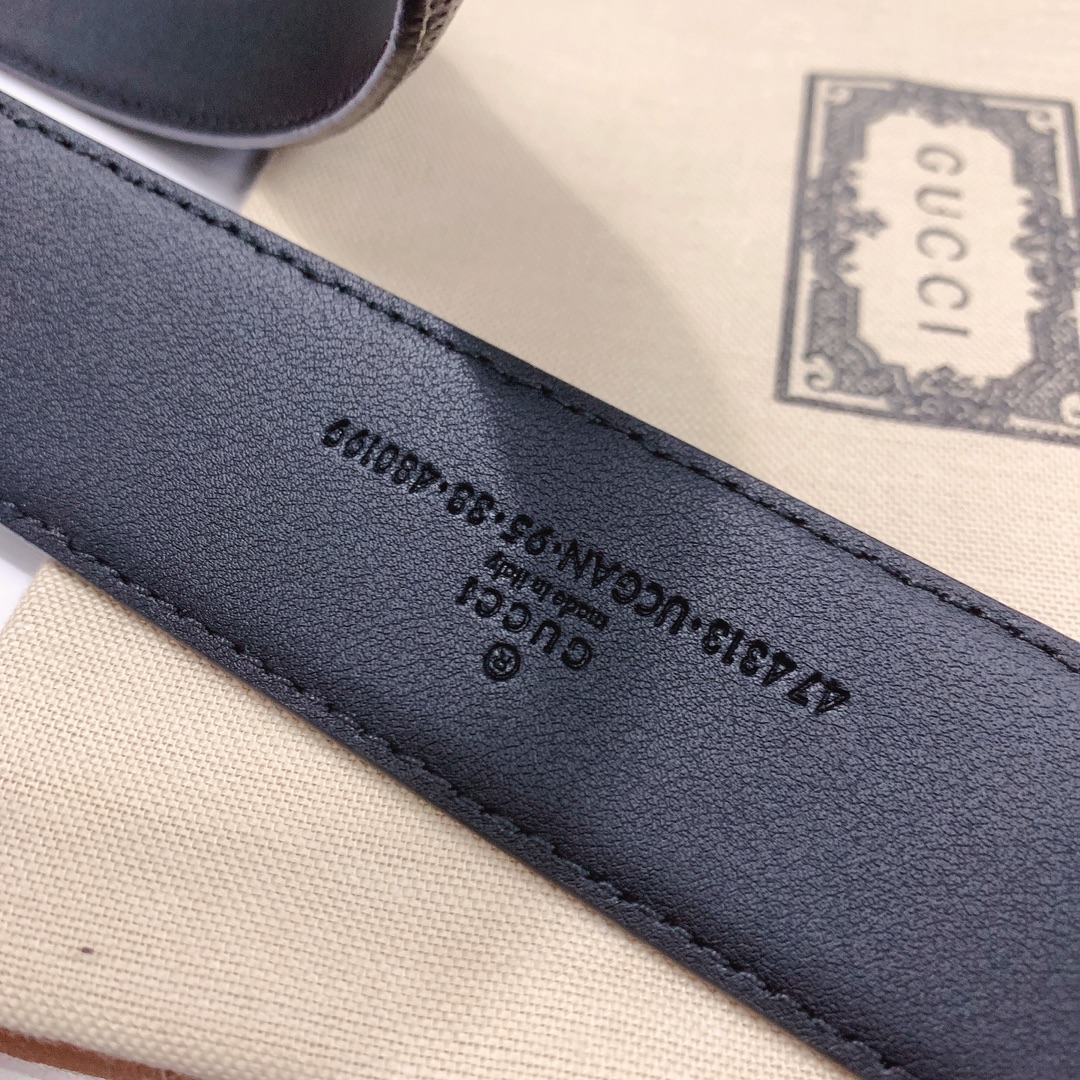 ®
GUCCI
made in italy
474313·UCGAN·95·38·480199
GUCCI